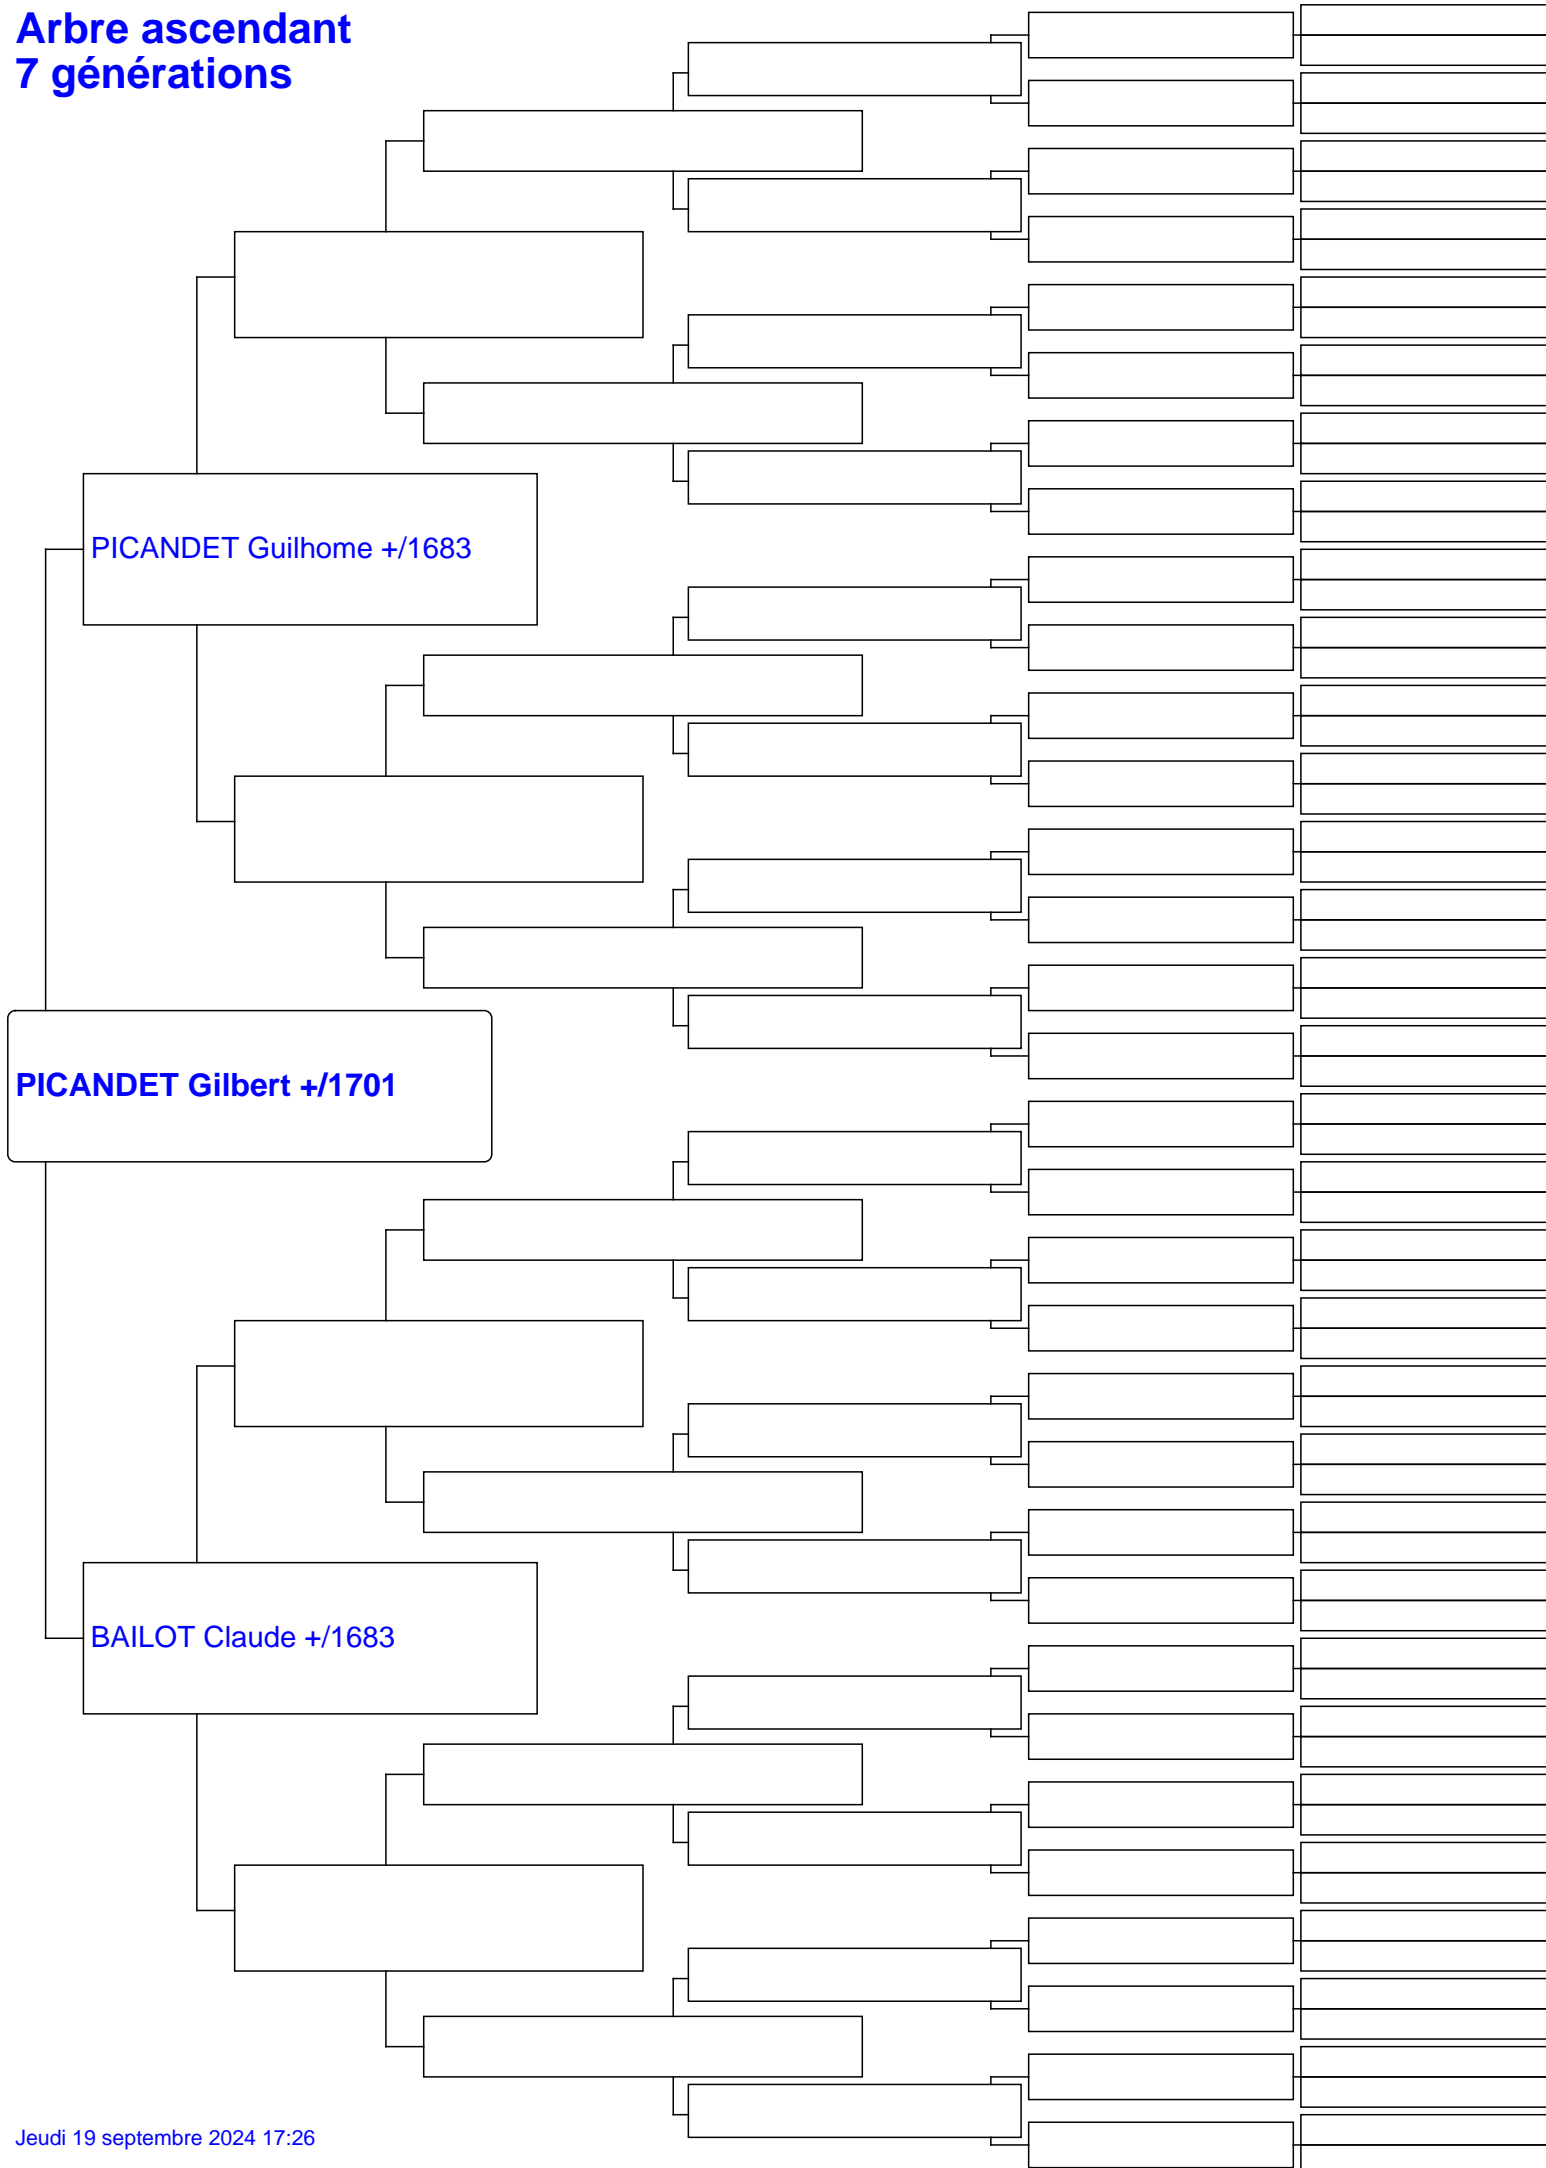 Arbre ascendant
7 générations
PICANDET Guilhome +/1683
PICANDET Gilbert +/1701
BAILOT Claude +/1683
Jeudi 19 septembre 2024 17:26